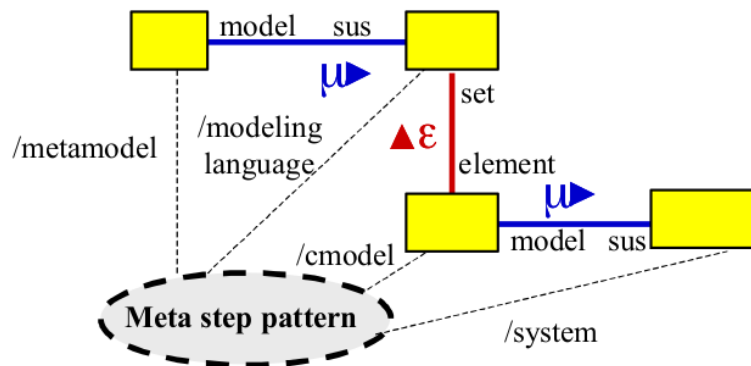 model sus
μ►
set
/modeling
language
/metamodel
▲ε
element
μ►
model sus
/cmodel
Meta step pattern
/system